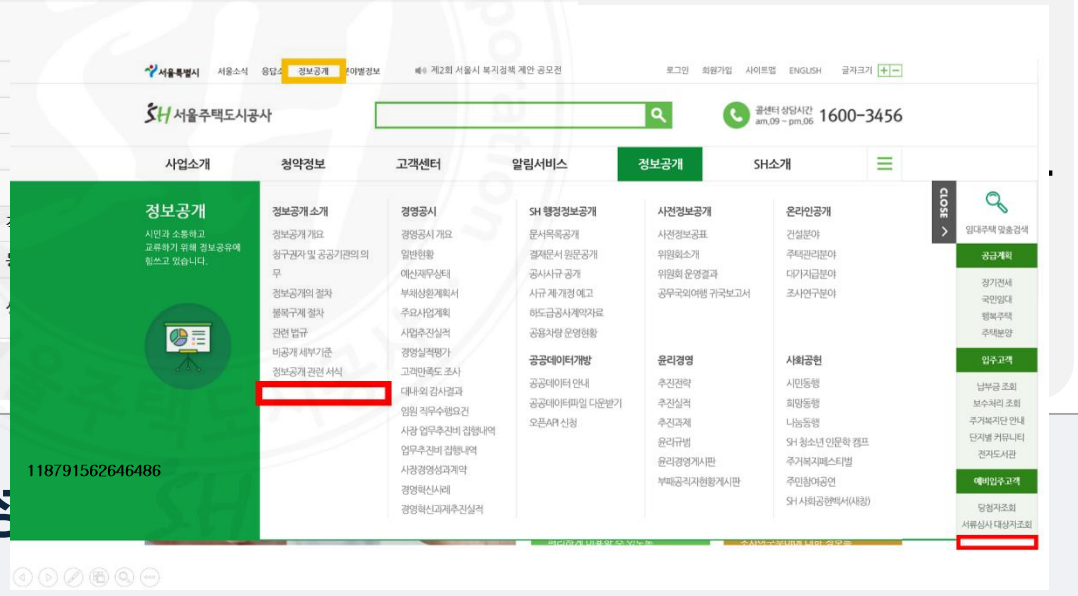 서울특별시 서울소식 응답소 정보공개 분야별정보 제2회 서울시 복지정책 제안 공모전 로그인 회원가입 사이트맵 ENGLISH 글자크기 + -
SH 서울주택도시공사
콜센터 상담시간
am.09 ~ pm.06
1600-3456
사업소개 청약정보 고객센터 알림서비스 정보공개 SH소개
정보공개
시민과 소통하고
교류하기 위해 정보공유에
힘쓰고 있습니다.
118791562646486
정보공개 소개
정보공개 개요
청구권자 및 공공기관의 의
무
정보공개의 절차
불복구제 절차
관련 법규
비공개 세부기준
정보공개 관련 서식
경영공시
경영공시 개요
일반현황
예산재무상태
부채상환계획서
주요사업계획
사업추진실적
경영실적평가
고객만족도 조사
대내·외 감사결과
임원 직무수행요건
사장 업무추진비 집행내역
업무추진비 집행내역
사장경영성과계약
경영혁신사례
경영혁신과제추진실적
SH 행정정보공개
문서목록공개
결재문서 원문공개
공사사규 공개
사규 제·개정 예고
하도급공사계약자료
공용차량 운영현황
공공데이터개방
공공데이터 안내
공공데이터파일 다운받기
오픈API 신청
사전정보공개
사전정보공표
위원회소개
위원회 운영결과
공무국외여행 귀국보고서
윤리경영
추진전략
추진실적
추진과제
윤리규범
윤리경영게시판
부패공직자현황게시판
온라인공개
건설분야
주택관리분야
대가지급분야
조사연구분야
사회공헌
시민동행
희망동행
나눔동행
SH 청소년 인문학 캠프
주거복지페스티벌
주민참여공연
SH 사회공헌백서(새창)
CLOSE
임대주택 맞춤검색
공급계획
장기전세
국민임대
행복주택
주택분양
입주고객
납부금 조회
보수처리 조회
주거복지단 안내
단지별 커뮤니티
전자도서관
예비입주고객
당첨자조회
서류심사 대상자조회